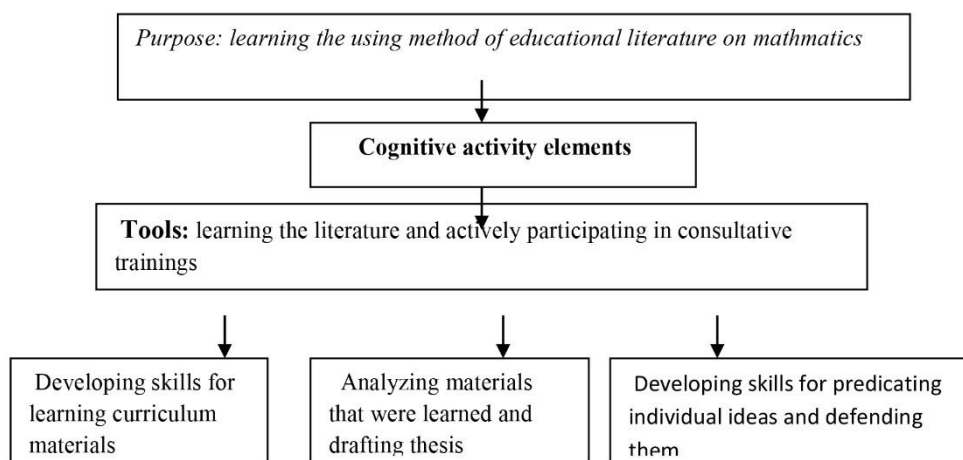 Purpose: learning the using method of educational literature on mathmatics
Cognitive activity elements
Tools: learning the literature and actively participating in consultative
trainings
Developing skills for
learning curriculum
materials
Analyzing materials
that were learned and
drafting thesis
Developing skills for predicating
individual ideas and defending
them